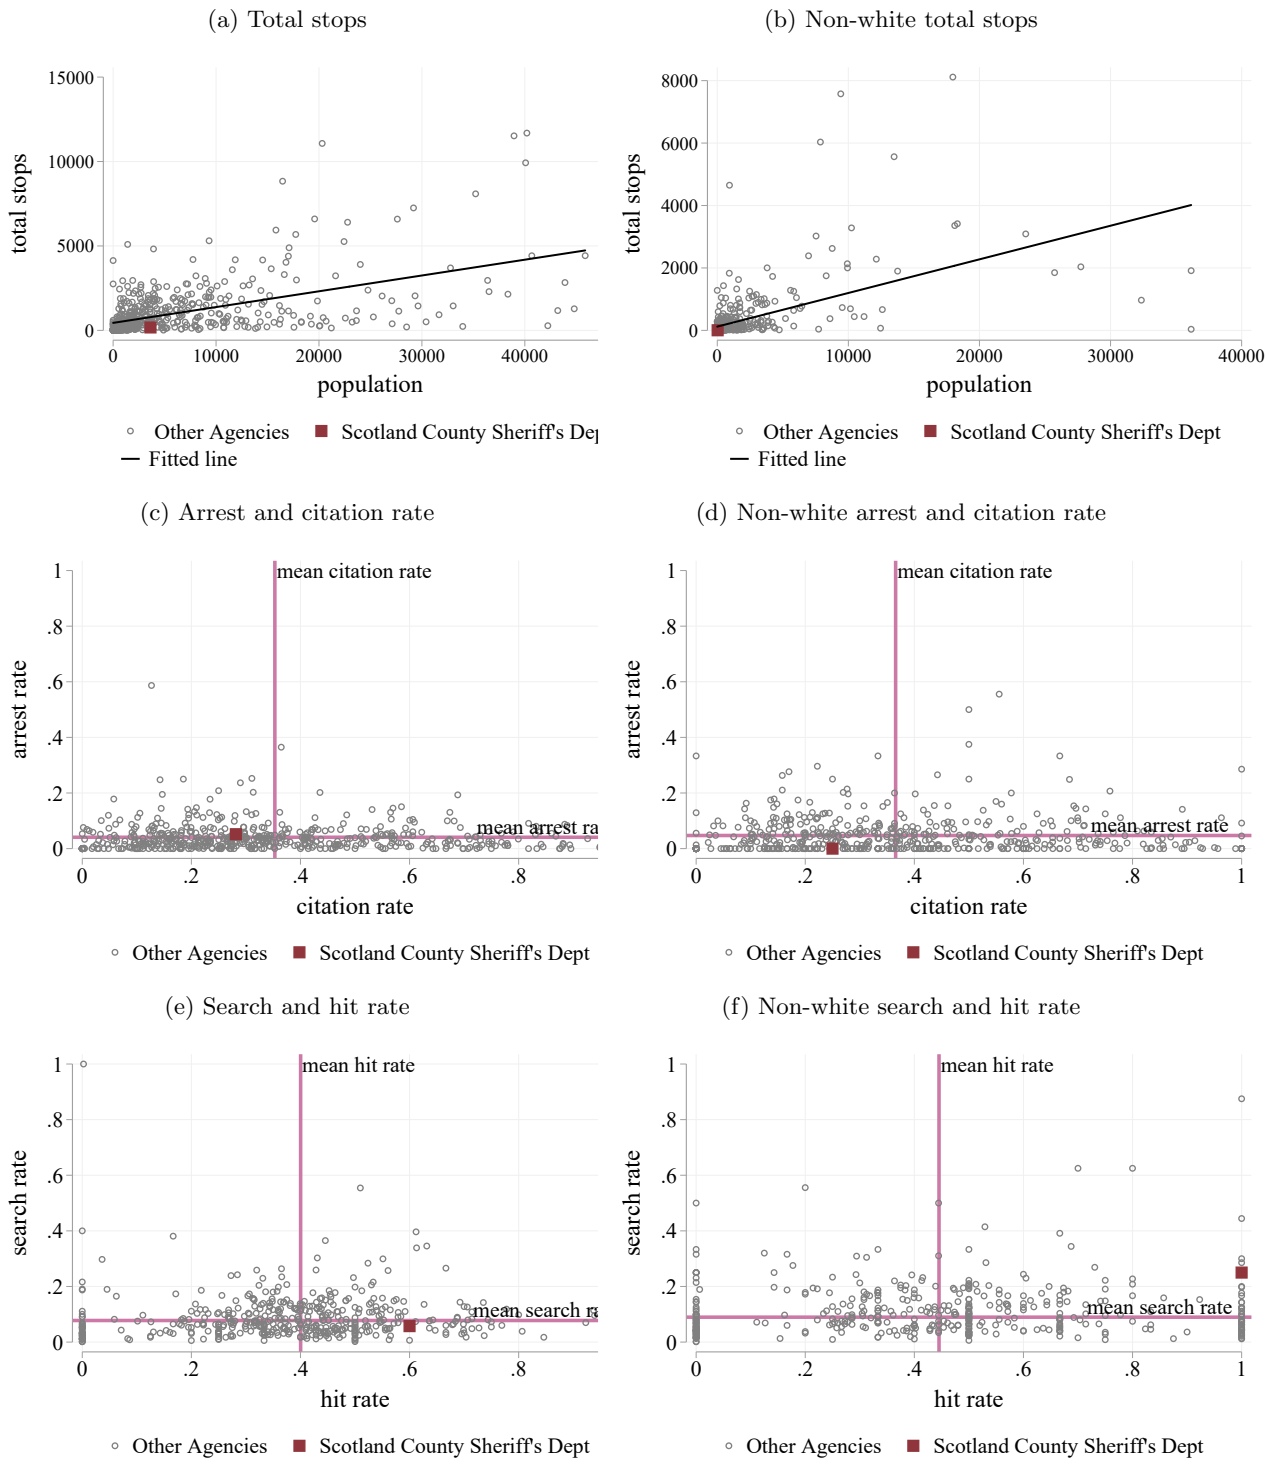 (a) Total stops
(b) Non-white total stops
15000
10000
5000
0
total stops
0 10000 20000 30000 40000
population
Other Agencies Scotland County Sheriff's Dep
Fitted line
8000
6000
4000
2000
0
total stops
0 10000 20000 30000 40000
population
Other Agencies Scotland County Sheriff's Dept
Fitted line
(c) Arrest and citation rate
(d) Non-white arrest and citation rate
mean citation rate
1
.8
.6
.4
.2
0
arrest rate
mean arrest ra
0 .2 .4 .6 .8
citation rate
Other Agencies Scotland County Sheriff's Dept
mean citation rate
1
.8
.6
.4
.2
0
arrest rate
mean arrest rate
0 .2 .4 .6 .8 1
citation rate
Other Agencies Scotland County Sheriff's Dept
(e) Search and hit rate
(f) Non-white search and hit rate
mean hit rate
1
.8
.6
.4
.2
0
search rate
mean search ra
0 .2 .4 .6 .8
hit rate
Other Agencies Scotland County Sheriff's Dept
mean hit rate
1
.8
.6
.4
.2
0
search rate
mean search rate
0 .2 .4 .6 .8 1
hit rate
Other Agencies Scotland County Sheriff's Dept